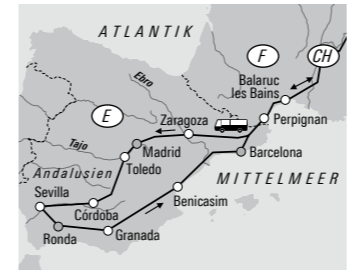 ATLANTIK
F
CH
Balaruc
les Bains
Ebro
Zaragoza
Perpignan
E
Tajo
Madrid
Barcelona
Toledo
Andalusien
MITTELMEER
Sevilla
Benicasim
Córdoba
Ronda
Granada